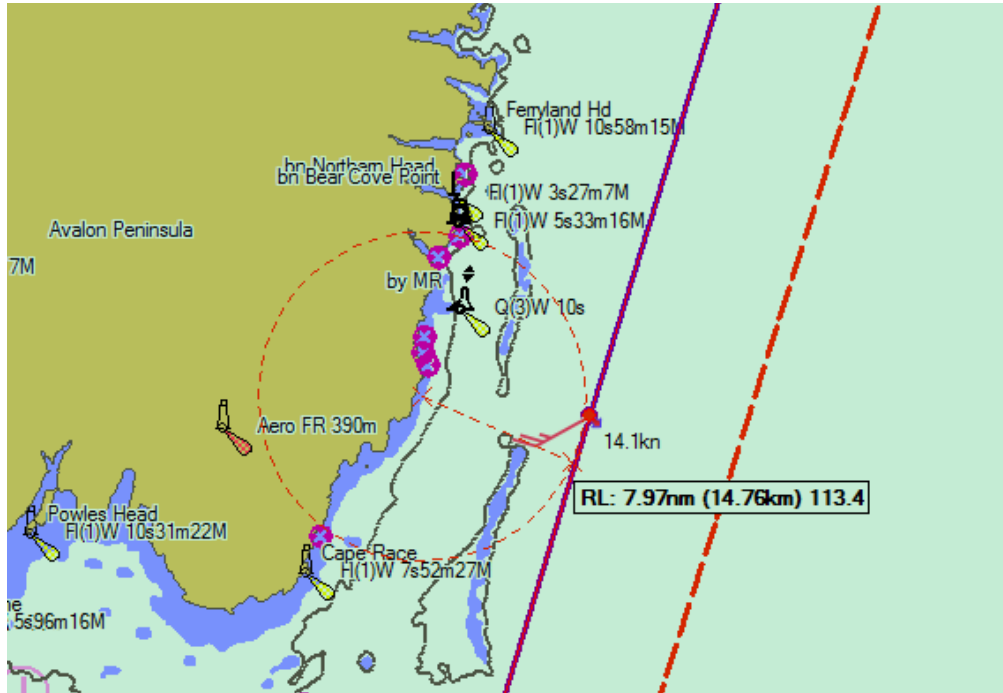 Ferryland Hd
Fl(1)W 10s58m15M
bn Northern Head
bn Bear Cove Point
Fl(1)W 3s27m7M
Fl(1)W 5s33m16M
Avalon Peninsula
7M
by MR
Q(3)W 10s
Aero FR 390m
14.1kn
RL: 7.97nm (14.76km) 113.4
Powles Head
Fl(1)W 10s31m22M
Cape Race
Fl(1)W 7s52m27M
ne
5s96m16M